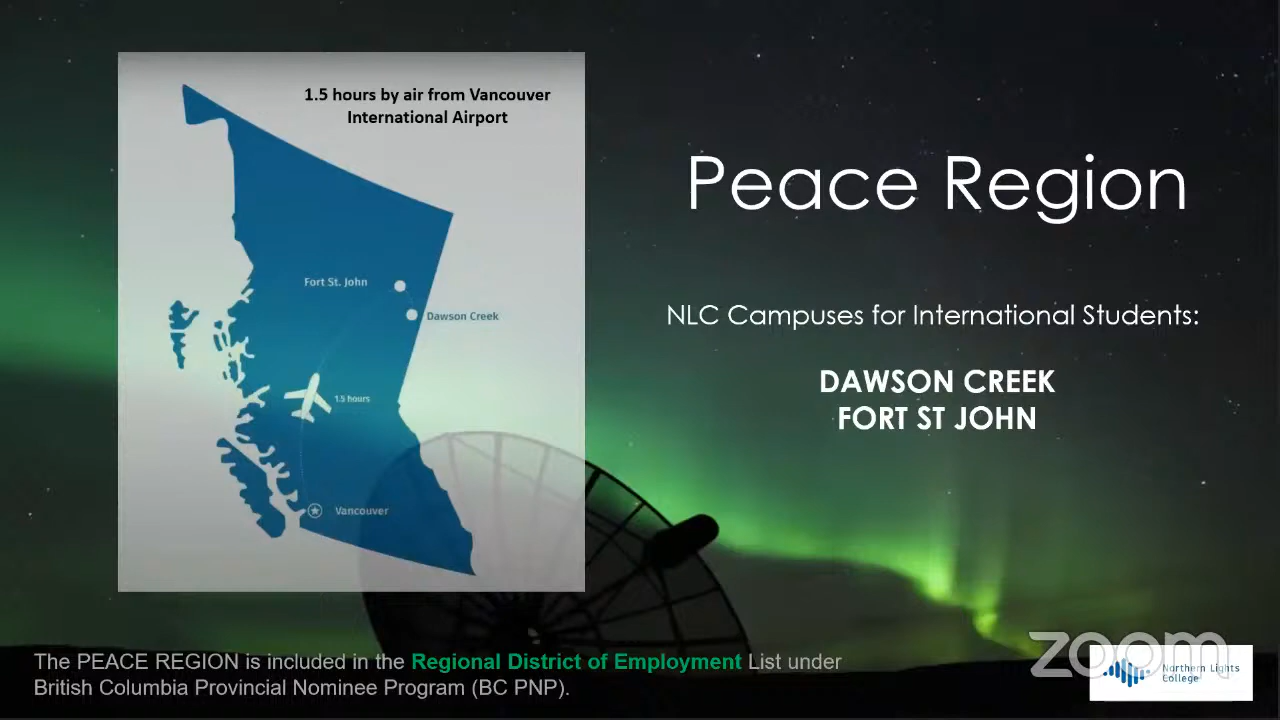 1.5 hours by air from Vancouver
International Airport
Fort St. John
Dawson Creek
1.5 hours
Vancouver
Peace Region
NLC Campuses for International Students:
DAWSON CREEK
FORT ST JOHN
The PEACE REGION is included in the Regional District of Employment List under
British Columbia Provincial Nominee Program (BC PNP).
zoom
Northern Lights
College